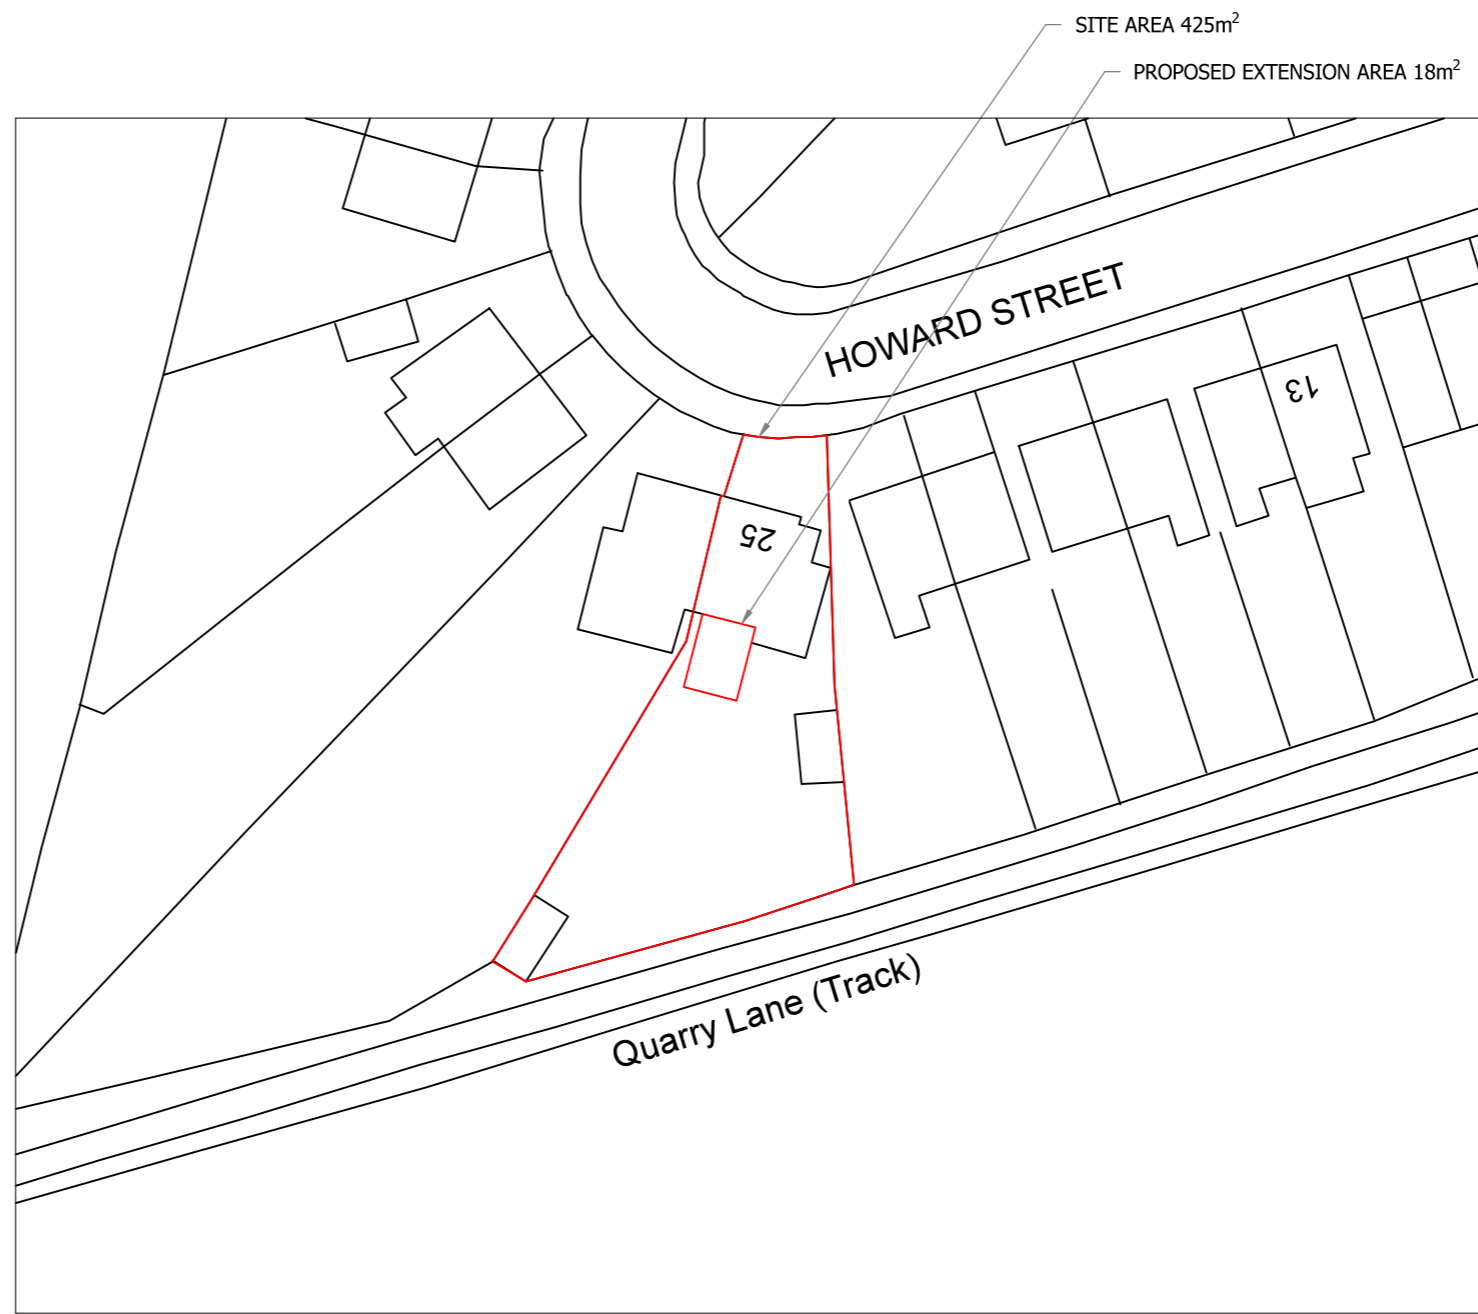 SITE AREA 425m²
PROPOSED EXTENSION AREA 18m²
HOWARD STREET
13
25
Quarry Lane (Track)